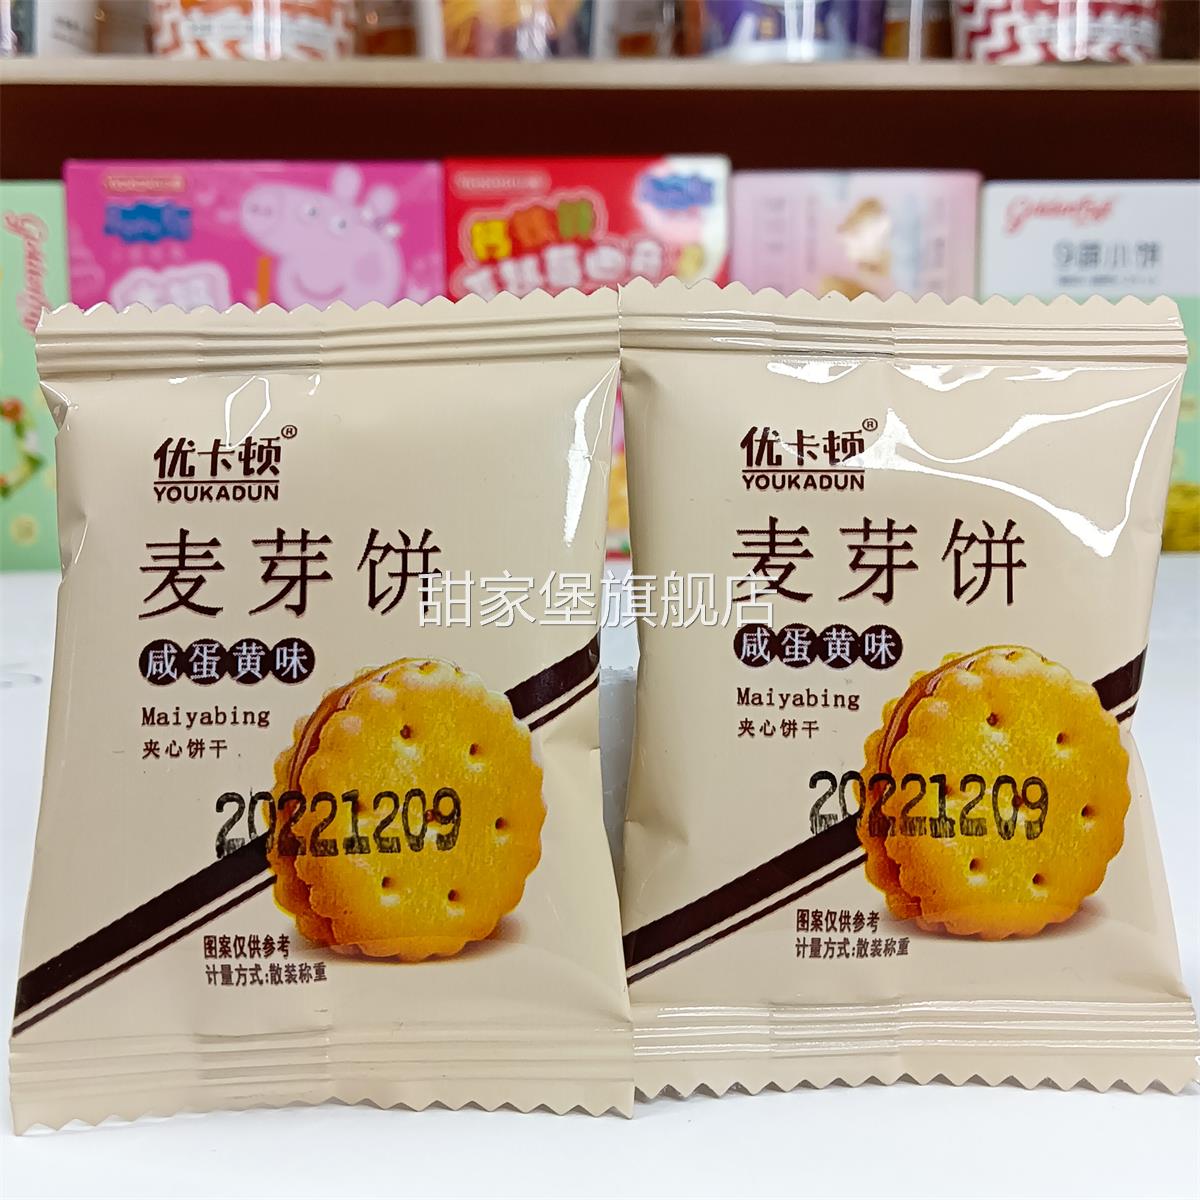 优卡顿®
YOUKADUN
麦芽饼
咸蛋黄味
Maiyabing
夹心饼干
20221209
图案仅供参考
计量方式:散装称重
优卡顿®
YOUKADUN
麦芽饼
咸蛋黄味
Maiyabing
夹心饼干
20221209
图案仅供参考
计量方式:散装称重
甜家堡旗舰店